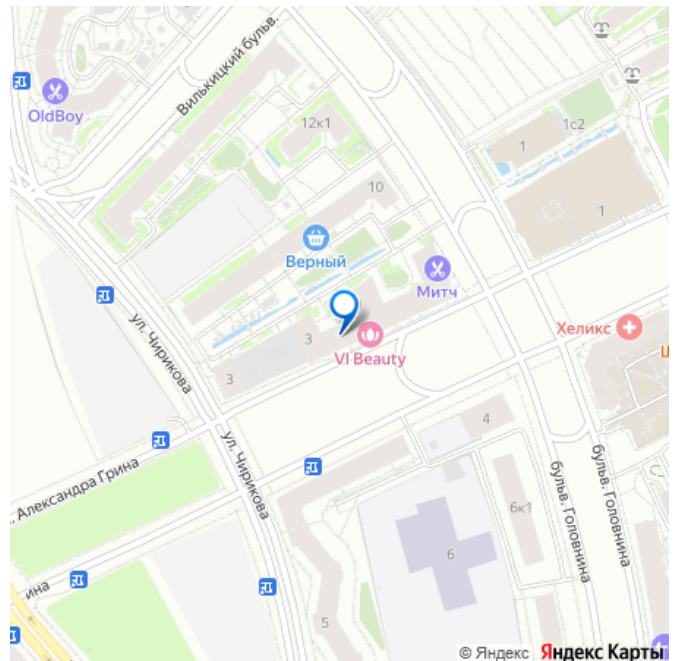 Вилькицкий бульв.
OldBoy
12к1
1с2
1
10
1
Верный
Митч
ул. Чирикова
3
Хеликс
VI Beauty
3
4
ул. Чирикова
. Александра Грина
бульв. Головнина
бульв. Головнина
6к1
6
ина
5
© Яндекс Яндекс Карты